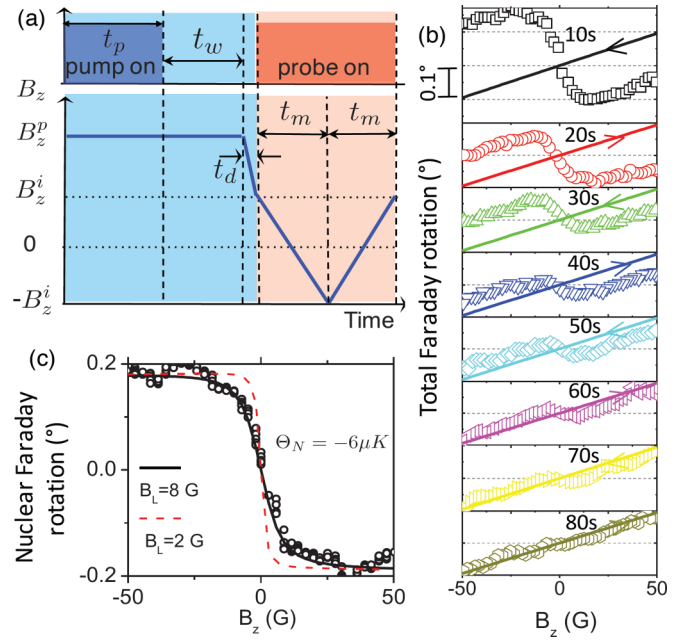 (a)
t_p
pump on
t_w
probe on
B_z
B_z^p
t_m
t_m
t_d
B_z^i
0
-B_z^i
Time
(b)
10s
0.1°
20s
30s
40s
50s
60s
70s
80s
Total Faraday rotation (°)
-50
0
50
B_z (G)
(c)
0.2
0.0
-0.2
Nuclear Faraday
rotation (°)
Θ_N = −6μK
B_L=8 G
B_L=2 G
-50
0
50
B_z (G)